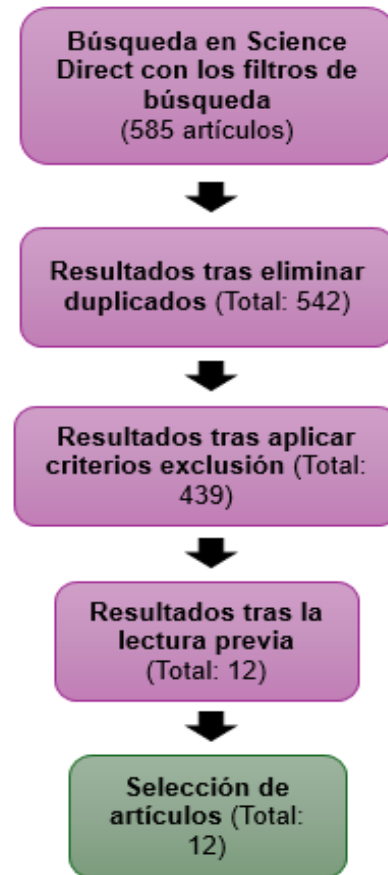 Búsqueda en Science
Direct con los filtros de
búsqueda
(585 artículos)
Resultados tras eliminar
duplicados (Total: 542)
Resultados tras aplicar
criterios exclusión (Total:
439)
Resultados tras la
lectura previa
(Total: 12)
Selección de
artículos (Total:
12)